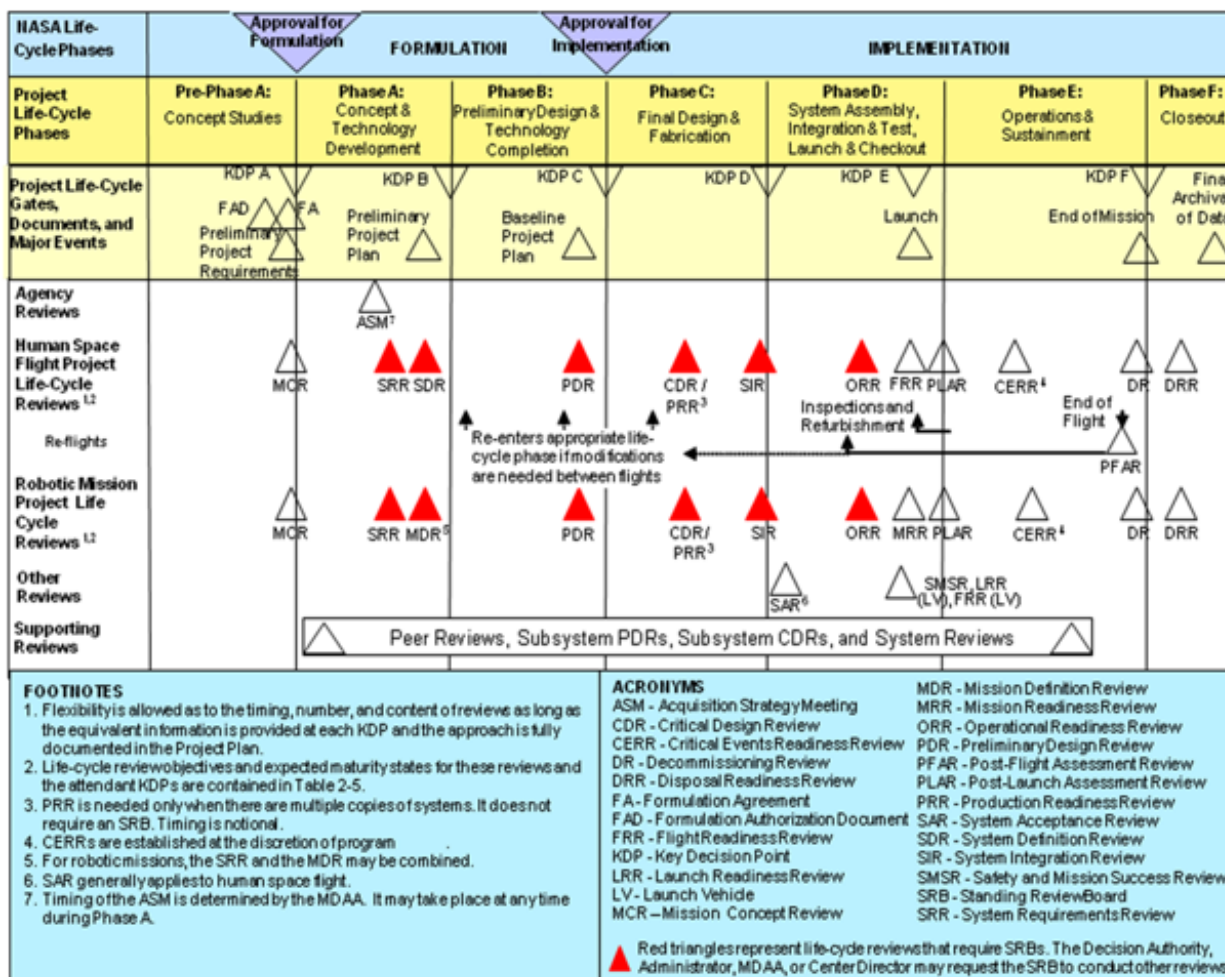 NASA Life-
Cycle Phases
Approval for
Formulation
FORMULATION
Approval for
Implementation
IMPLEMENTATION
Project
Life-Cycle
Phases
Pre-Phase A:
Concept Studies
Phase A:
Concept &
Technology
Development
Phase B:
Preliminary Design &
Technology
Completion
Phase C:
Final Design &
Fabrication
Phase D:
System Assembly,
Integration & Test,
Launch & Checkout
Phase E:
Operations &
Sustainment
Phase F:
Closeout
Project Life-Cycle
Gates,
Documents, and
Major Events
KDP A
KDP B
KDP C
KDP D
KDP E
KDP F
FAD
FA
Preliminary
Project
Requirements
Preliminary
Project
Plan
Baseline
Project
Plan
Launch
End of Mission
Final
Archival
of Data
Agency
Reviews
ASM7
Human Space
Flight Project
Life-Cycle
Reviews 1,2
MCR
SRR
SDR
PDR
CDR /
PRR3
SIR
ORR
FRR
PLAR
CERR4
DR
DRR
Re-flights
Re-enters appropriate life-
cycle phase if modifications
are needed between flights
Inspections and
Refurbishment
End of
Flight
PFAR
Robotic Mission
Project Life
Cycle
Reviews 1,2
MCR
SRR
MDR5
PDR
CDR/
PRR3
SIR
ORR
MRR
PLAR
CERR4
DR
DRR
Other
Reviews
SAR6
SMSR, LRR
(LV), FRR (LV)
Supporting
Reviews
Peer Reviews, Subsystem PDRs, Subsystem CDRs, and System Reviews
FOOTNOTES
1. Flexibility is allowed as to the timing, number, and content of reviews as long as
the equivalent information is provided at each KDP and the approach is fully
documented in the Project Plan.
2. Life-cycle review objectives and expected maturity states for these reviews and
the attendant KDPs are contained in Table 2-5.
3. PRR is needed only when there are multiple copies of systems. It does not
require an SRB. Timing is notional.
4. CERRs are established at the discretion of program .
5. For robotic missions, the SRR and the MDR may be combined.
6. SAR generally applies to human space flight.
7. Timing of the ASM is determined by the MDAA. It may take place at any time
during Phase A.
ACRONYMS
ASM - Acquisition Strategy Meeting
CDR - Critical Design Review
CERR - Critical Events Readiness Review
DR - Decommissioning Review
DRR - Disposal Readiness Review
FA - Formulation Agreement
FAD - Formulation Authorization Document
FRR - Flight Readiness Review
KDP - Key Decision Point
LRR - Launch Readiness Review
LV - Launch Vehicle
MCR – Mission Concept Review
MDR - Mission Definition Review
MRR - Mission Readiness Review
ORR - Operational Readiness Review
PDR - Preliminary Design Review
PFAR - Post-Flight Assessment Review
PLAR - Post-Launch Assessment Review
PRR - Production Readiness Review
SAR - System Acceptance Review
SDR - System Definition Review
SIR - System Integration Review
SMSR - Safety and Mission Success Review
SRB - Standing Review Board
SRR - System Requirements Review
Red triangles represent life-cycle reviews that require SRBs. The Decision Authority,
Administrator, MDAA, or Center Director may request the SRB to conduct other reviews